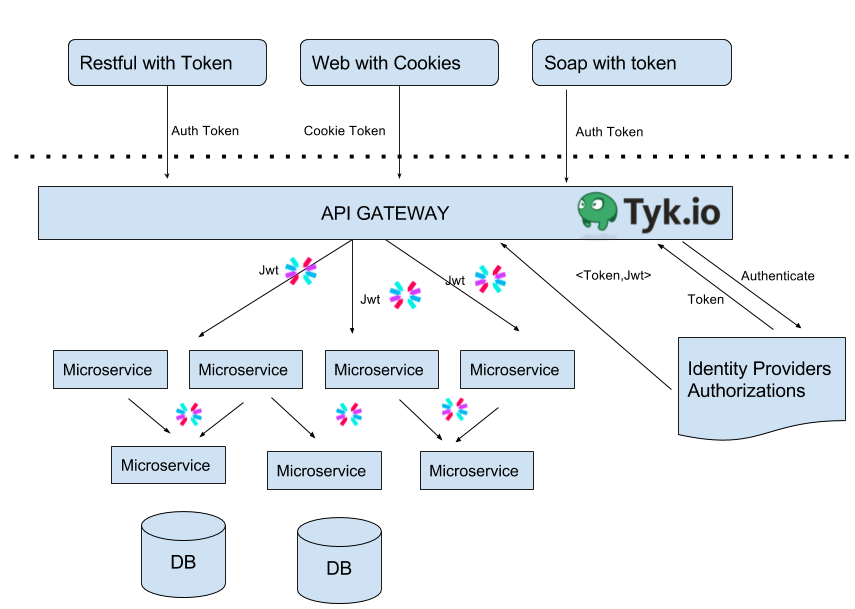 Restful with Token
Web with Cookies
Soap with token
Auth Token
Cookie Token
Auth Token
API GATEWAY
Tyk.io
Jwt
Jwt
Jwt
<Token,Jwt>
Token
Authenticate
Identity Providers
Authorizations
Microservice
Microservice
Microservice
Microservice
Microservice
Microservice
Microservice
DB
DB